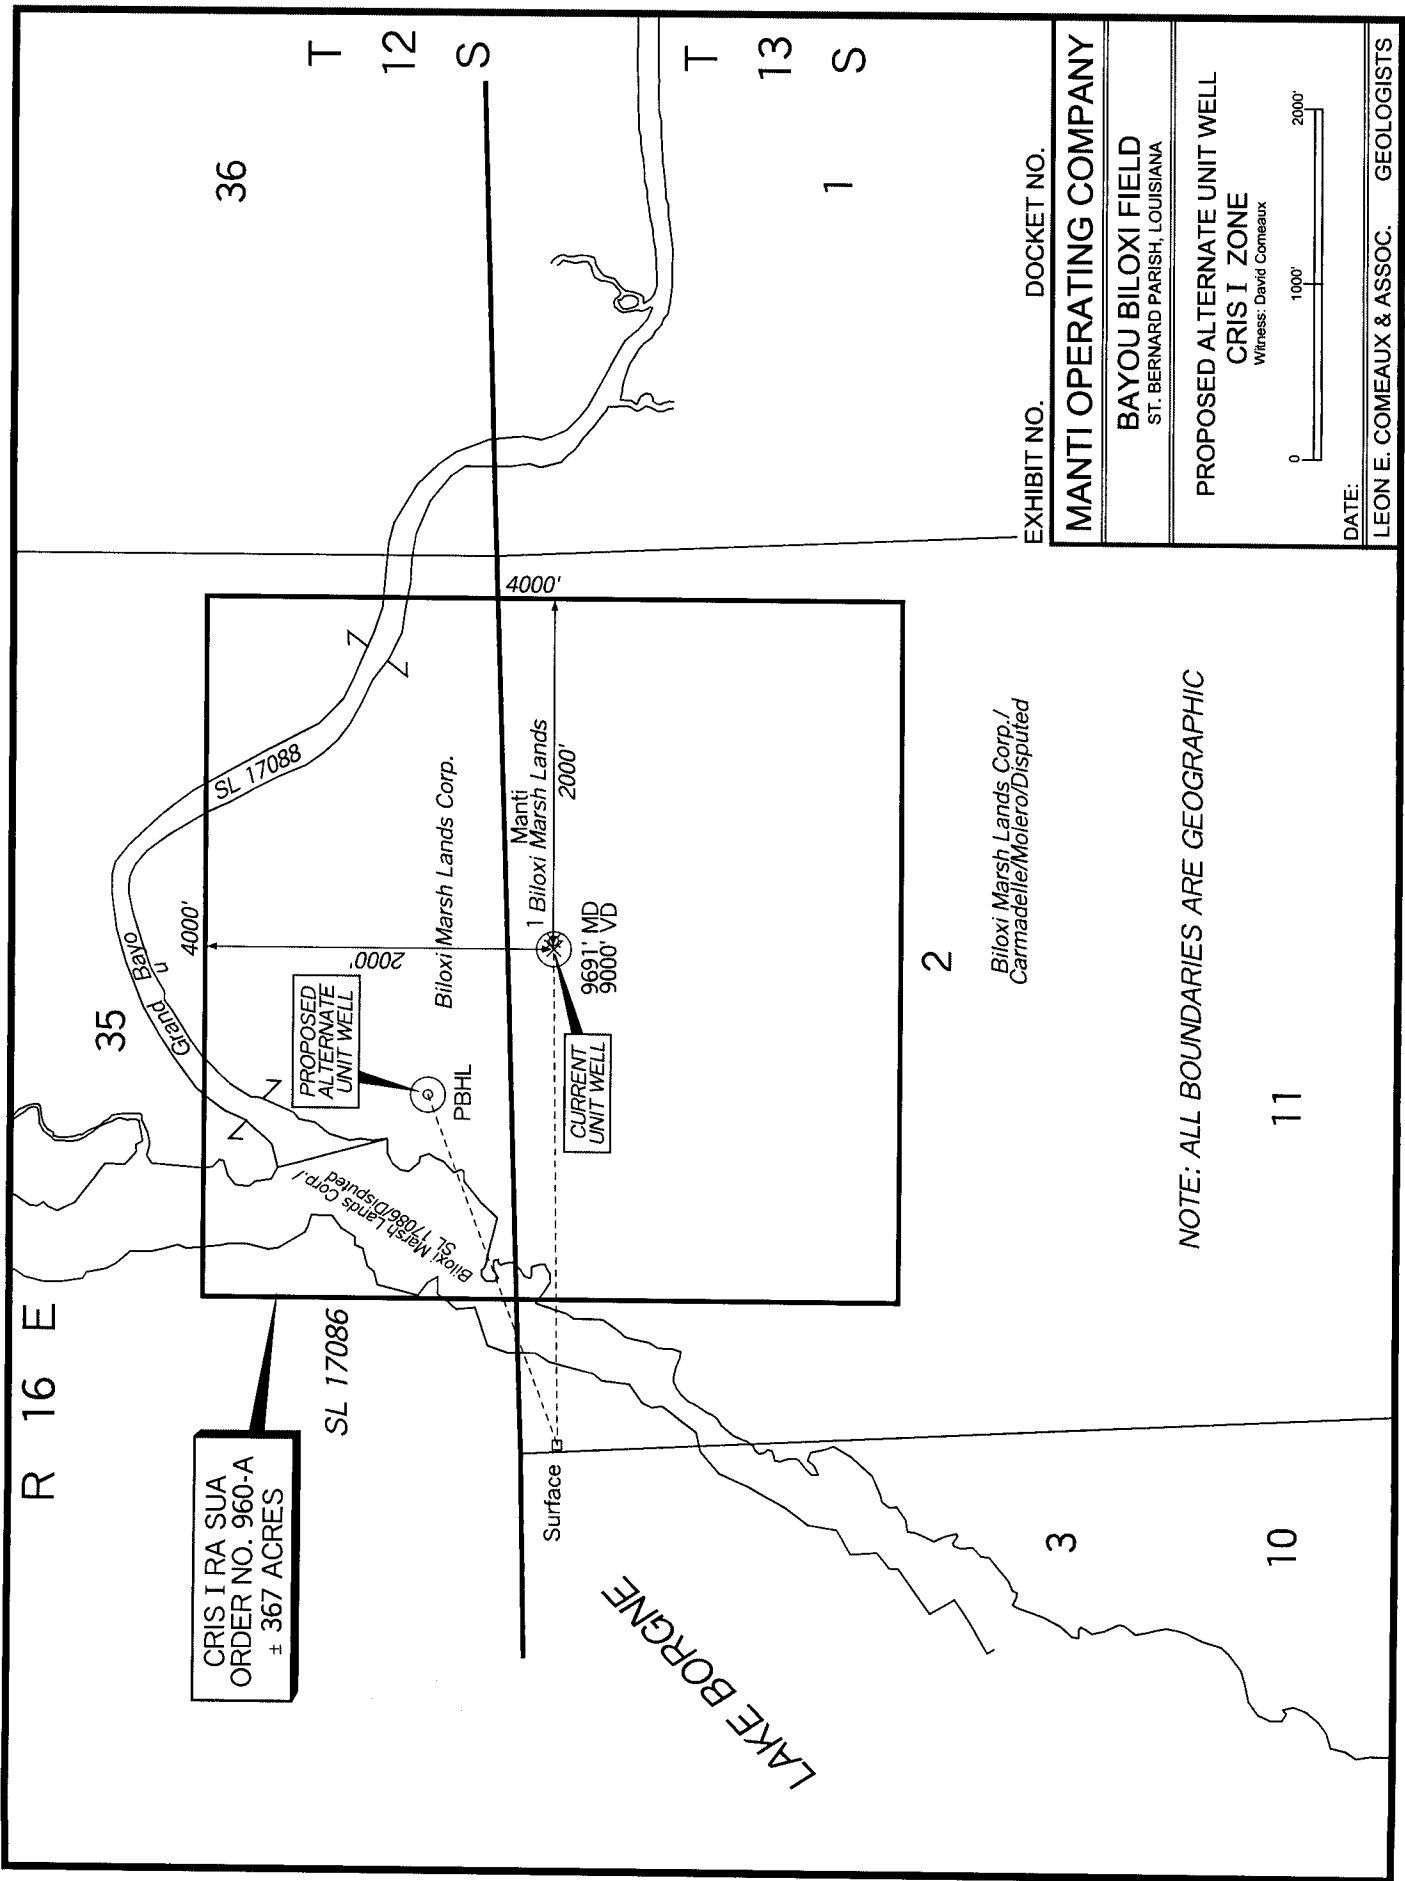 R 16 E
T
12
S
T
13
S
36
35
1
2
3
10
11
CRIS I RA SUA
ORDER NO. 960-A
± 367 ACRES
SL 17086
Grand Bayo
u
4000'
SL 17088
PROPOSED
ALTERNATE
UNIT WELL
2000'
PBHL
Biloxi Marsh Lands Corp./
SL 17086/Disputed
Biloxi Marsh Lands Corp.
4000'
Manti
1 Biloxi Marsh Lands
2000'
9691' MD
9000' VD
CURRENT
UNIT WELL
Surface
LAKE BORGNE
Biloxi Marsh Lands Corp./
Carmadelle/Molero/Disputed
NOTE: ALL BOUNDARIES ARE GEOGRAPHIC
EXHIBIT NO. DOCKET NO.
MANTI OPERATING COMPANY
BAYOU BILOXI FIELD
ST. BERNARD PARISH, LOUISIANA
PROPOSED ALTERNATE UNIT WELL
CRIS I ZONE
Witness: David Comeaux
0 1000' 2000'
DATE:
LEON E. COMEAUX & ASSOC. GEOLOGISTS